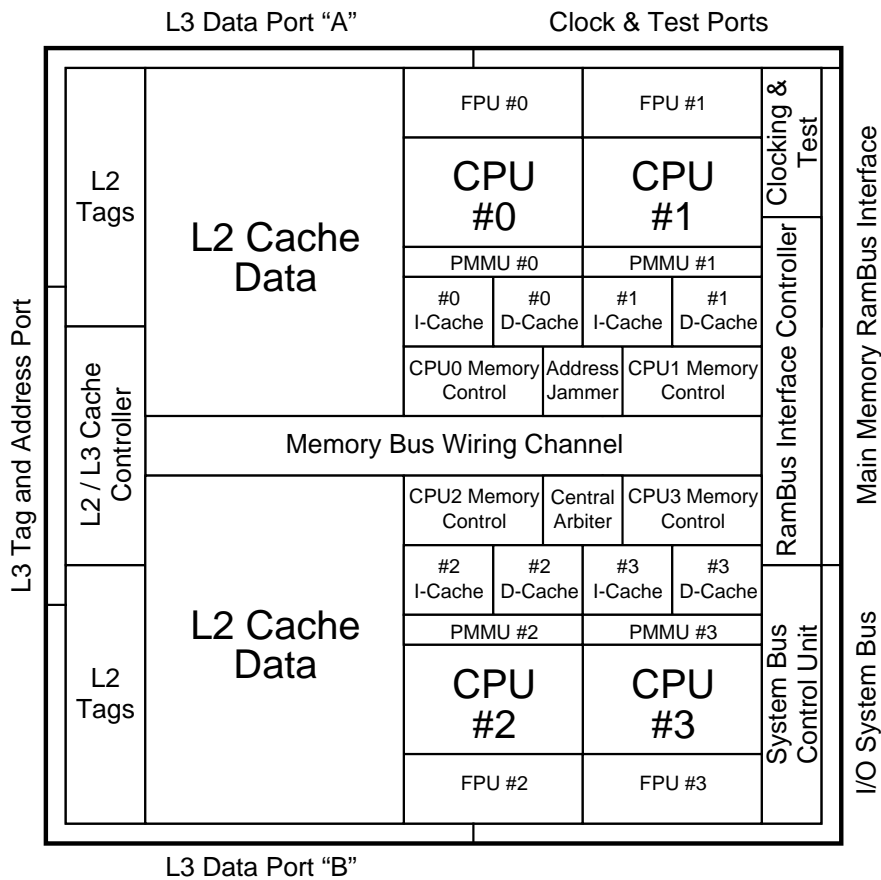 L3 Data Port “A”
Clock & Test Ports
L2
Tags
L2 Cache
Data
FPU #0
FPU #1
Clocking &
Test
CPU
#0
CPU
#1
PMMU #0
PMMU #1
#0
I-Cache
#0
D-Cache
#1
I-Cache
#1
D-Cache
CPU0 Memory
Control
Address
Jammer
CPU1 Memory
Control
RamBus Interface Controller
Main Memory RamBus Interface
L3 Tag and Address Port
L2 / L3 Cache
Controller
Memory Bus Wiring Channel
L2
Tags
L2 Cache
Data
CPU2 Memory
Control
Central
Arbiter
CPU3 Memory
Control
#2
I-Cache
#2
D-Cache
#3
I-Cache
#3
D-Cache
PMMU #2
PMMU #3
CPU
#2
CPU
#3
FPU #2
FPU #3
System Bus
Control Unit
I/O System Bus
L3 Data Port “B”